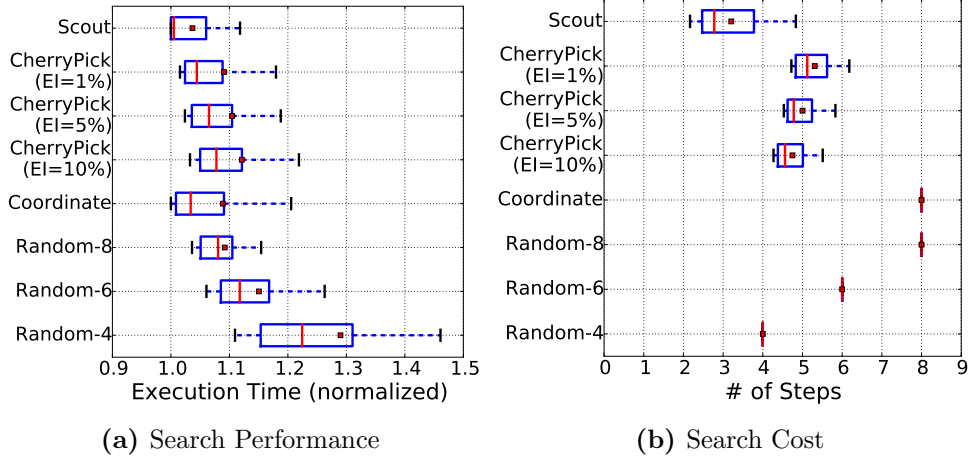 Scout
CherryPick
(EI=1%)
CherryPick
(EI=5%)
CherryPick
(EI=10%)
Coordinate
Random-8
Random-6
Random-4
0.9 1.0 1.1 1.2 1.3 1.4 1.5
Execution Time (normalized)
(a) Search Performance
Scout
CherryPick
(EI=1%)
CherryPick
(EI=5%)
CherryPick
(EI=10%)
Coordinate
Random-8
Random-6
Random-4
0 1 2 3 4 5 6 7 8 9
# of Steps
(b) Search Cost